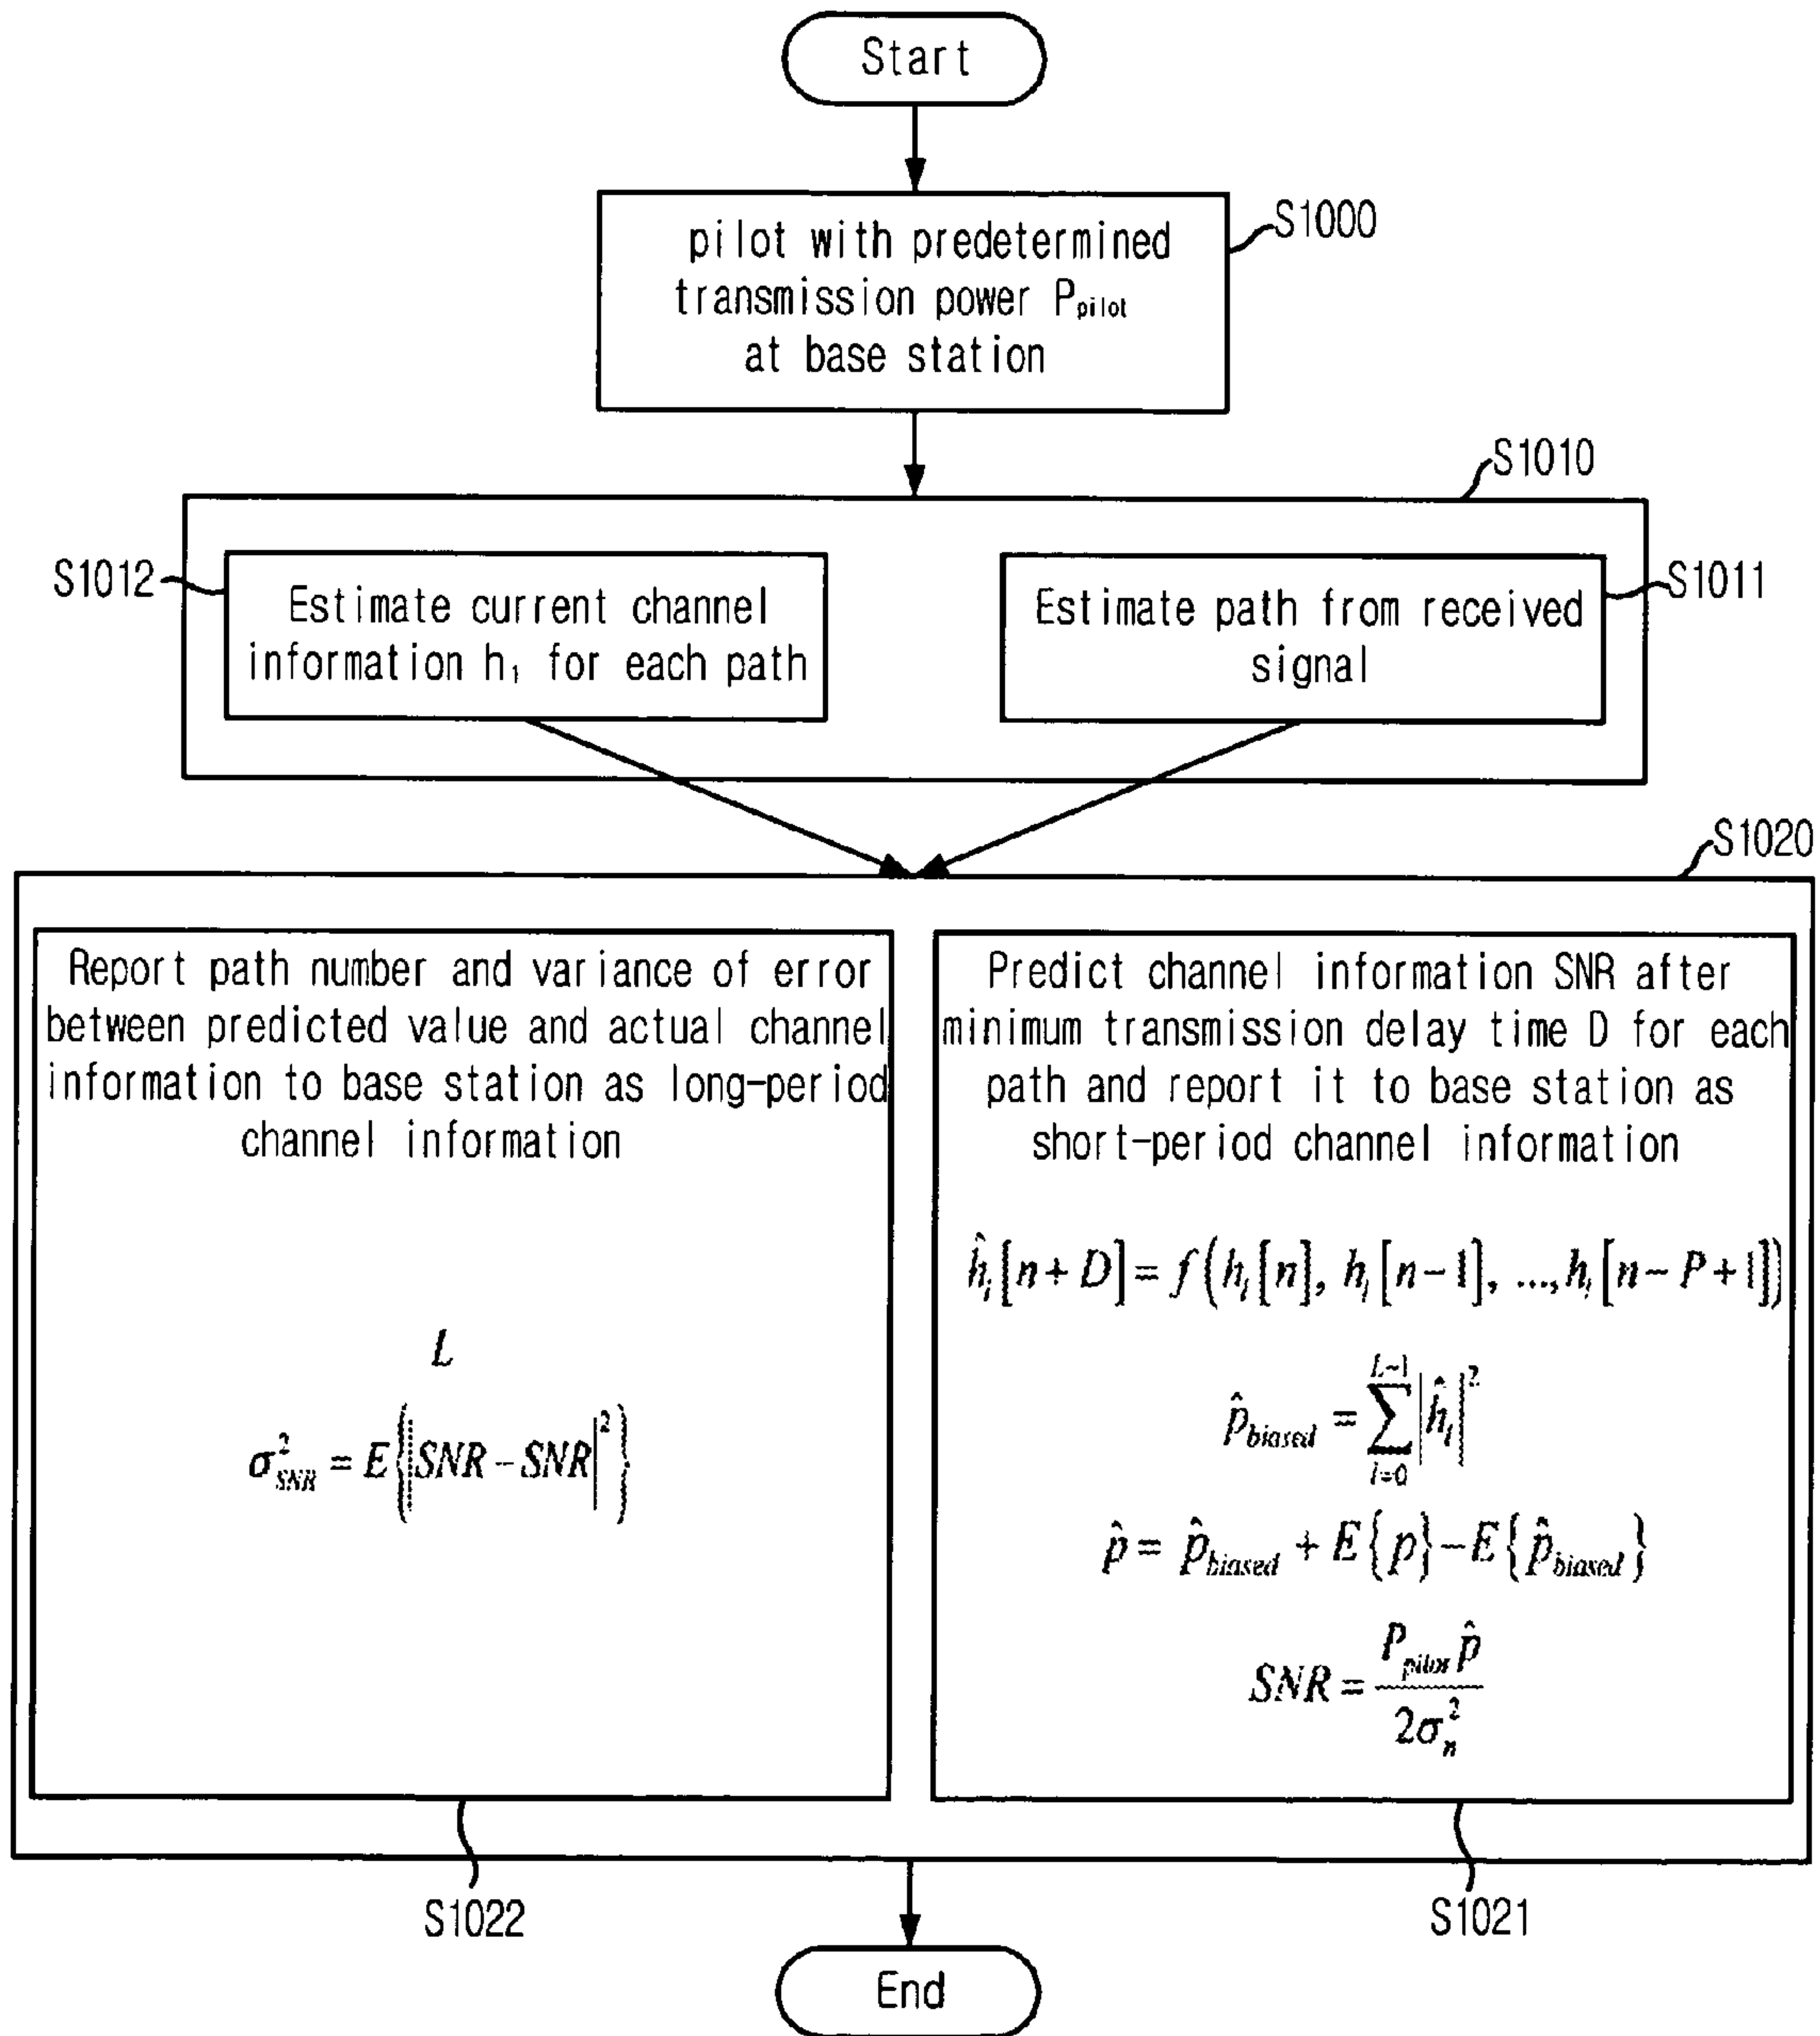 Start
pilot with predetermined
transmission power P_pilot
at base station
S1000
S1010
S1012
Estimate current channel
information h_l for each path
Estimate path from received
signal
S1011
S1020
Report path number and variance of error
between predicted value and actual channel
information to base station as long-period
channel information
L
σ²_SNR = E{|SNR − SNR|²}
Predict channel information SNR after
minimum transmission delay time D for each
path and report it to base station as
short-period channel information
ĥ_l[n + D] = f(h_l[n], h_l[n−1], ..., h_l[n − P + 1])
p̂_biased = ∑_{l=0}^{L−1} |ĥ_l|²
p̂ = p̂_biased + E{p} − E{p̂_biased}
SNR = P_pilot p̂ / 2σ_n²
S1022
S1021
End